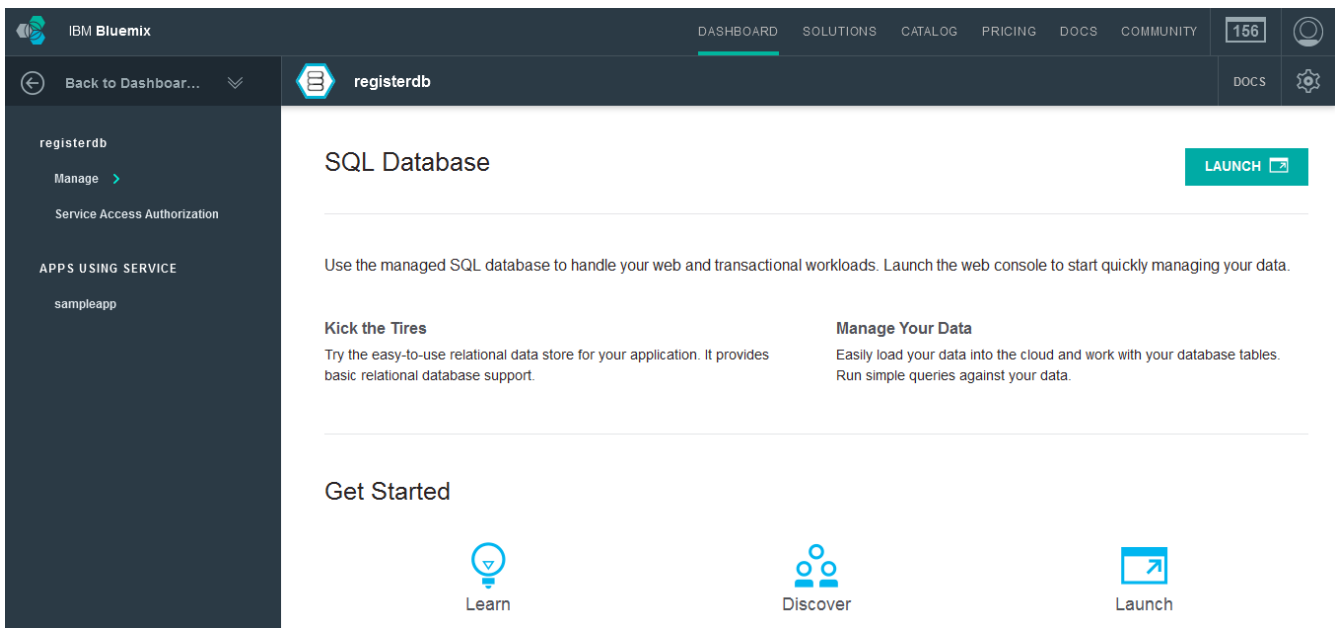 IBM Bluemix
DASHBOARD SOLUTIONS CATALOG PRICING DOCS COMMUNITY 156
Back to Dashboar...
registerdb
DOCS
registerdb
Manage
Service Access Authorization
APPS USING SERVICE
sampleapp
SQL Database
LAUNCH
Use the managed SQL database to handle your web and transactional workloads. Launch the web console to start quickly managing your data.
Kick the Tires
Try the easy-to-use relational data store for your application. It provides
basic relational database support.
Manage Your Data
Easily load your data into the cloud and work with your database tables.
Run simple queries against your data.
Get Started
Learn
Discover
Launch